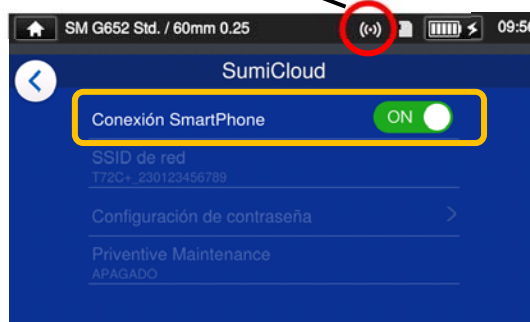 SM G652 Std. / 60mm 0.25 09:56
SumiCloud
Conexión SmartPhone ON
SSID de red
T72C+_230123456789
Configuración de contraseña
Priventive Maintenance
APAGADO